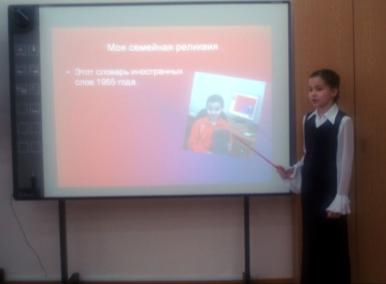 Моя семейная реликвия
• Этот словарь иностранных
слов 1955 года.